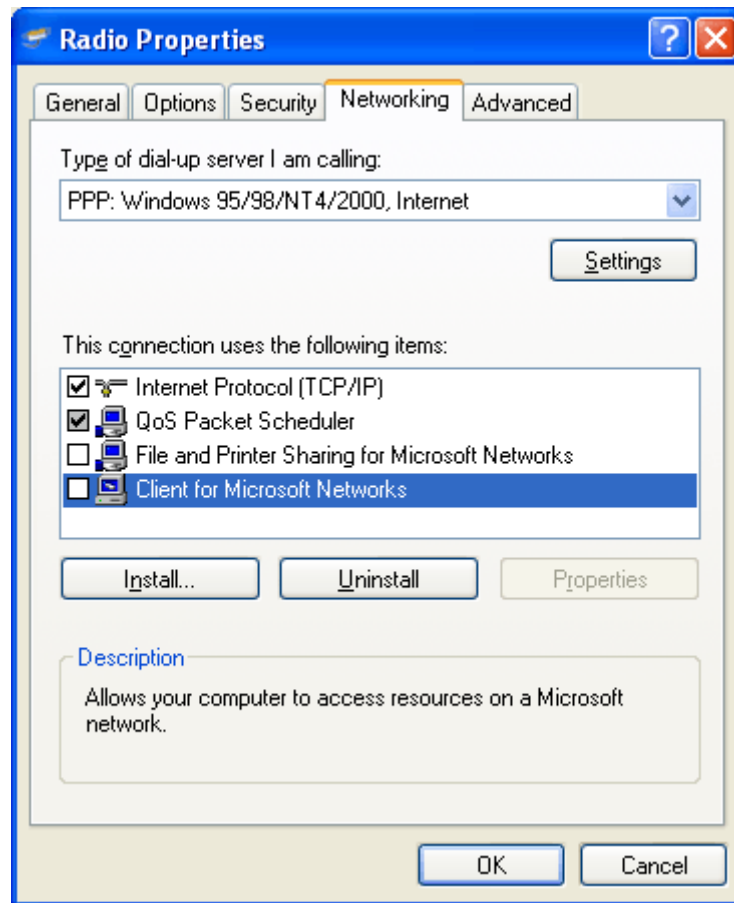 Radio Properties
General Options Security Networking Advanced
Type of dial-up server I am calling:
PPP: Windows 95/98/NT4/2000, Internet
Settings
This connection uses the following items:
Internet Protocol (TCP/IP)
QoS Packet Scheduler
File and Printer Sharing for Microsoft Networks
Client for Microsoft Networks
Install... Uninstall Properties
Description
Allows your computer to access resources on a Microsoft
network.
OK Cancel